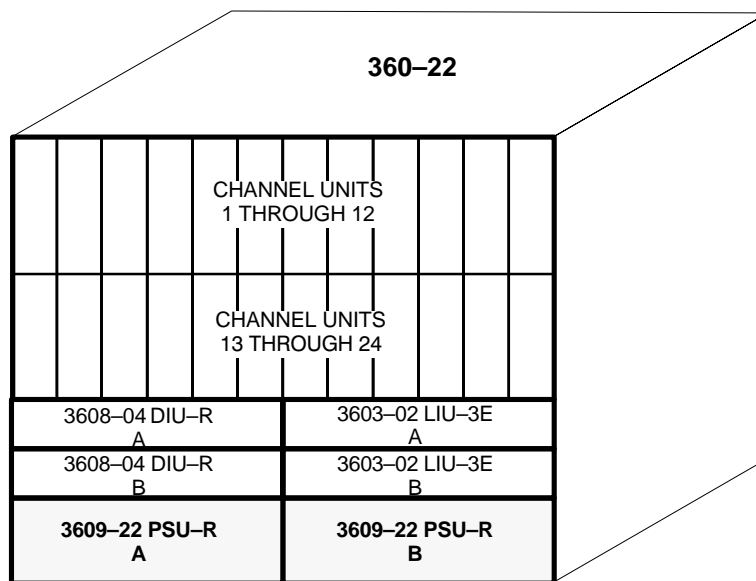 360–22
CHANNEL UNITS
1 THROUGH 12
CHANNEL UNITS
13 THROUGH 24
3608–04 DIU–R
A
3603–02 LIU–3E
A
3608–04 DIU–R
B
3603–02 LIU–3E
B
3609–22 PSU–R
A
3609–22 PSU–R
B